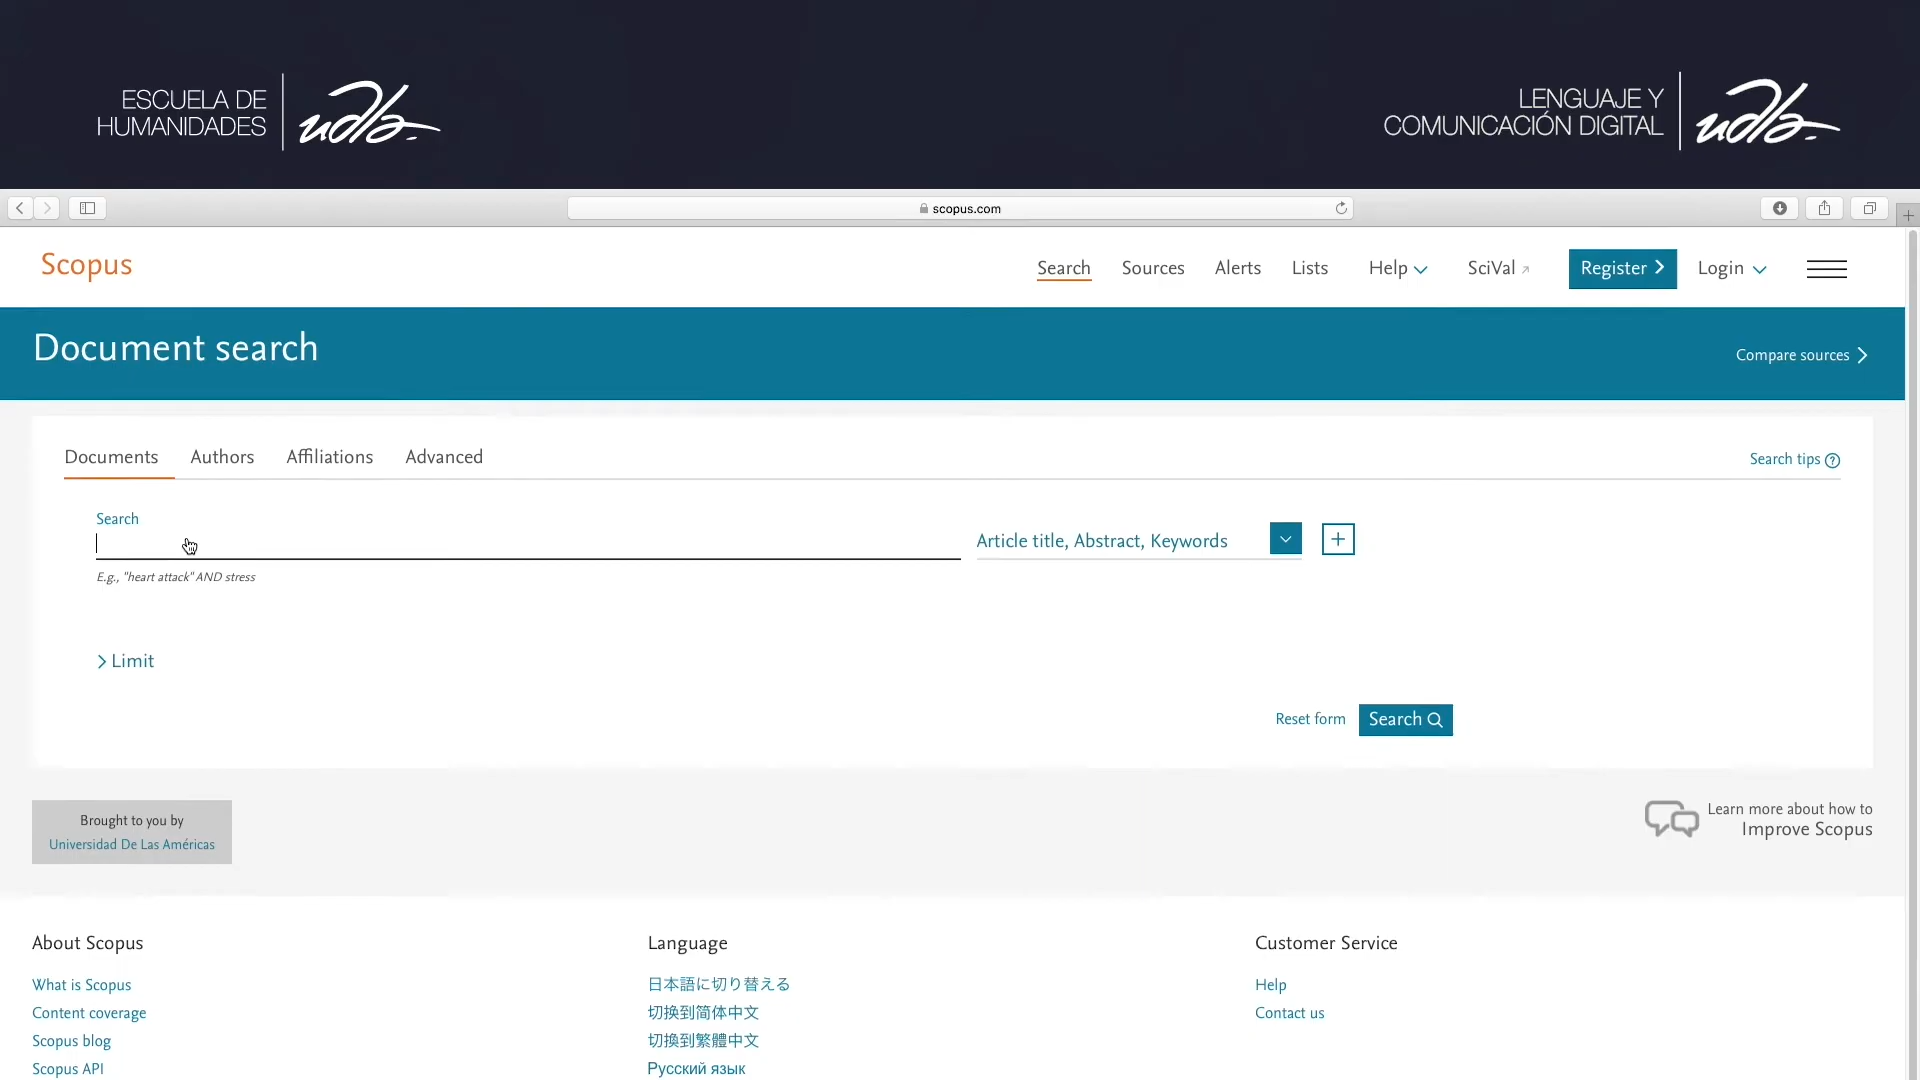 ESCUELA DE
HUMANIDADES
udla
LENGUAJE Y
COMUNICACIÓN DIGITAL
udla
scopus.com
Scopus
Search
Sources
Alerts
Lists
Help
SciVal
Register
Login
Document search
Compare sources
Documents
Authors
Affiliations
Advanced
Search tips
Search
Article title, Abstract, Keywords
E.g., "heart attack" AND stress
Limit
Reset form
Search
Brought to you by
Universidad De Las Américas
Learn more about how to
Improve Scopus
About Scopus
What is Scopus
Content coverage
Scopus blog
Scopus API
Language
日本語に切り替える
切換到简体中文
切換到繁體中文
Русский язык
Customer Service
Help
Contact us